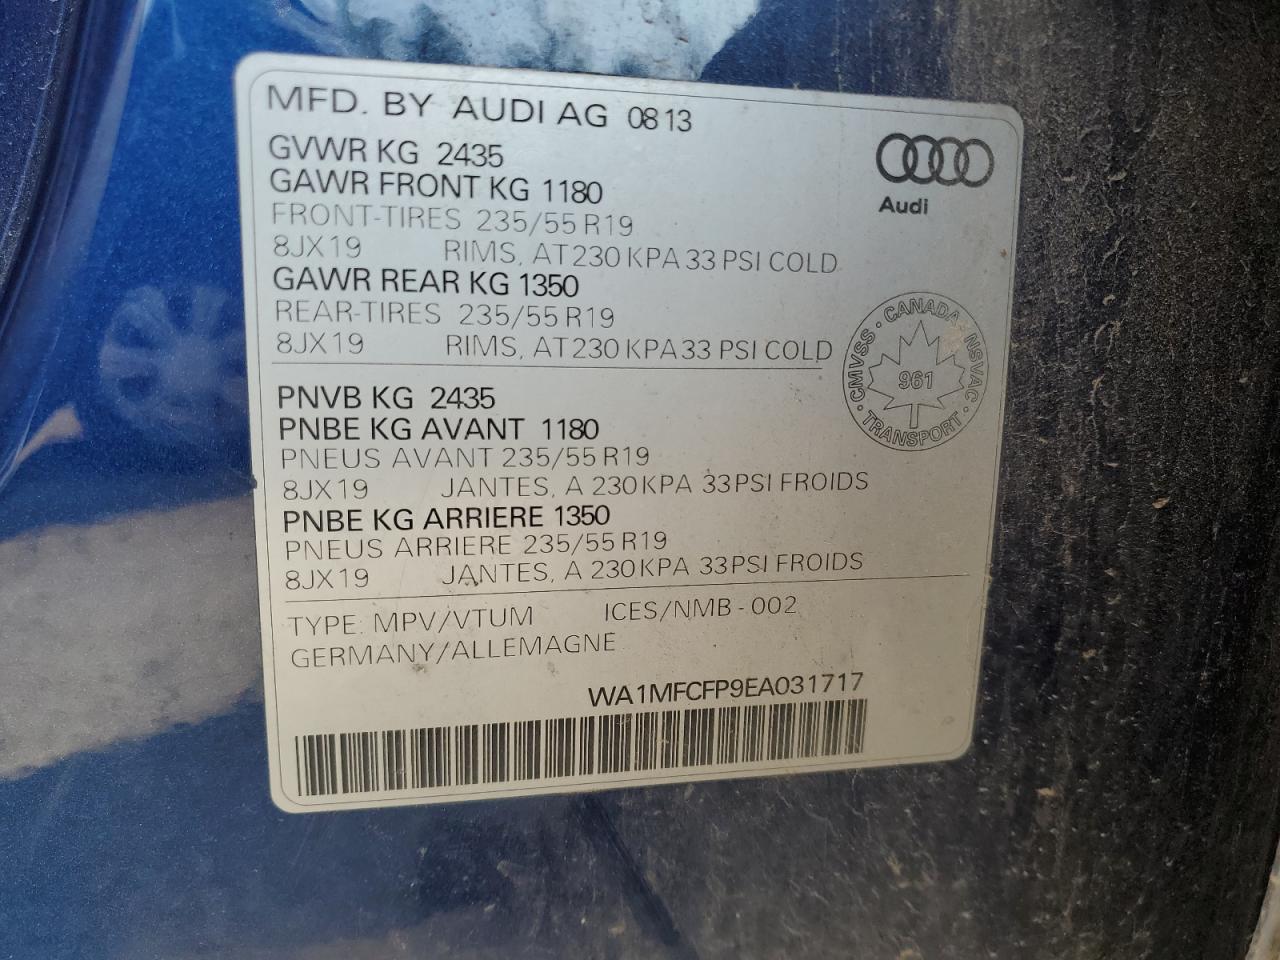 MFD. BY AUDI AG 08 13
GVWR KG 2435
GAWR FRONT KG 1180
FRONT-TIRES 235/55 R19
8JX19 RIMS, AT 230 KPA 33 PSI COLD
GAWR REAR KG 1350
REAR-TIRES 235/55 R19
8JX19 RIMS, AT 230 KPA 33 PSI COLD
Audi
CMVSS · CANADA · NSVAC · TRANSPORT ·
961
PNVB KG 2435
PNBE KG AVANT 1180
PNEUS AVANT 235/55 R19
8JX19 JANTES, A 230 KPA 33 PSI FROIDS
PNBE KG ARRIERE 1350
PNEUS ARRIERE 235/55 R19
8JX19 JANTES, A 230 KPA 33 PSI FROIDS
TYPE: MPV/VTUM ICES/NMB - 002
GERMANY/ALLEMAGNE
WA1MFCFP9EA031717